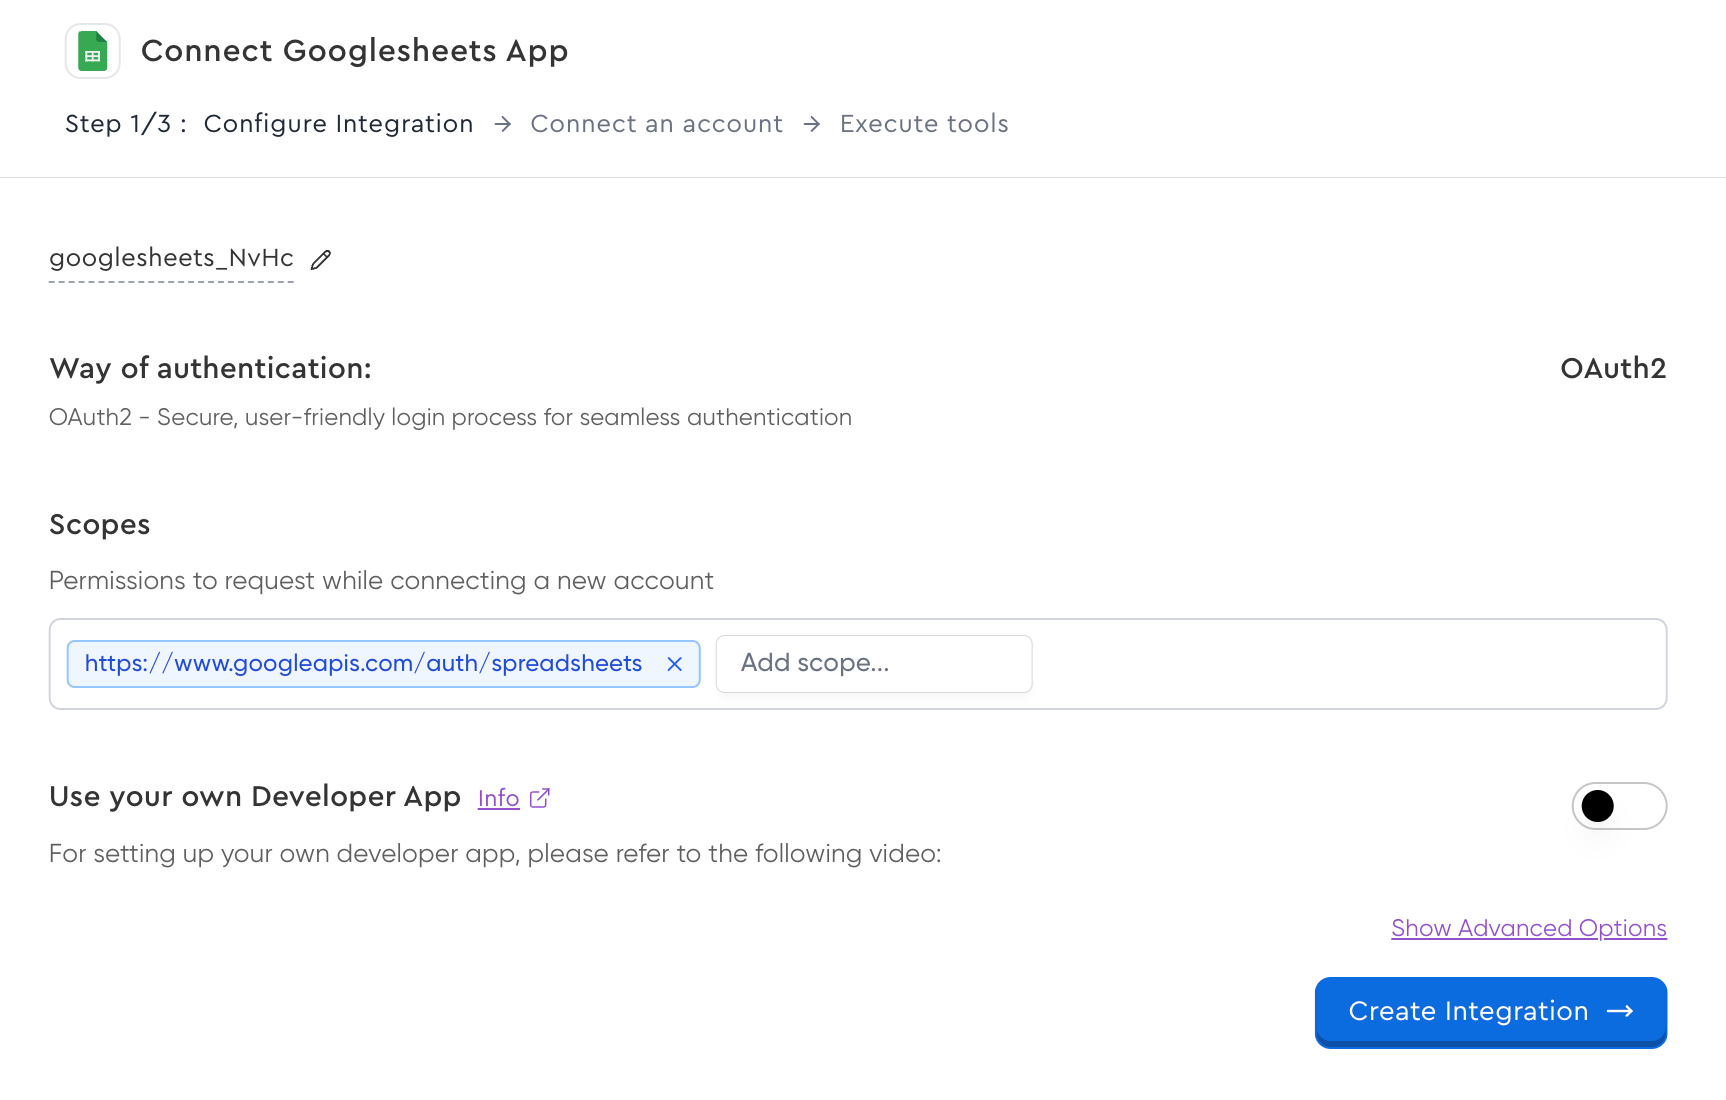 Connect Googlesheets App
Step 1/3 : Configure Integration → Connect an account → Execute tools
googlesheets_NvHc
Way of authentication: OAuth2
OAuth2 - Secure, user-friendly login process for seamless authentication
Scopes
Permissions to request while connecting a new account
https://www.googleapis.com/auth/spreadsheets × Add scope...
Use your own Developer App Info
For setting up your own developer app, please refer to the following video:
Show Advanced Options
Create Integration →